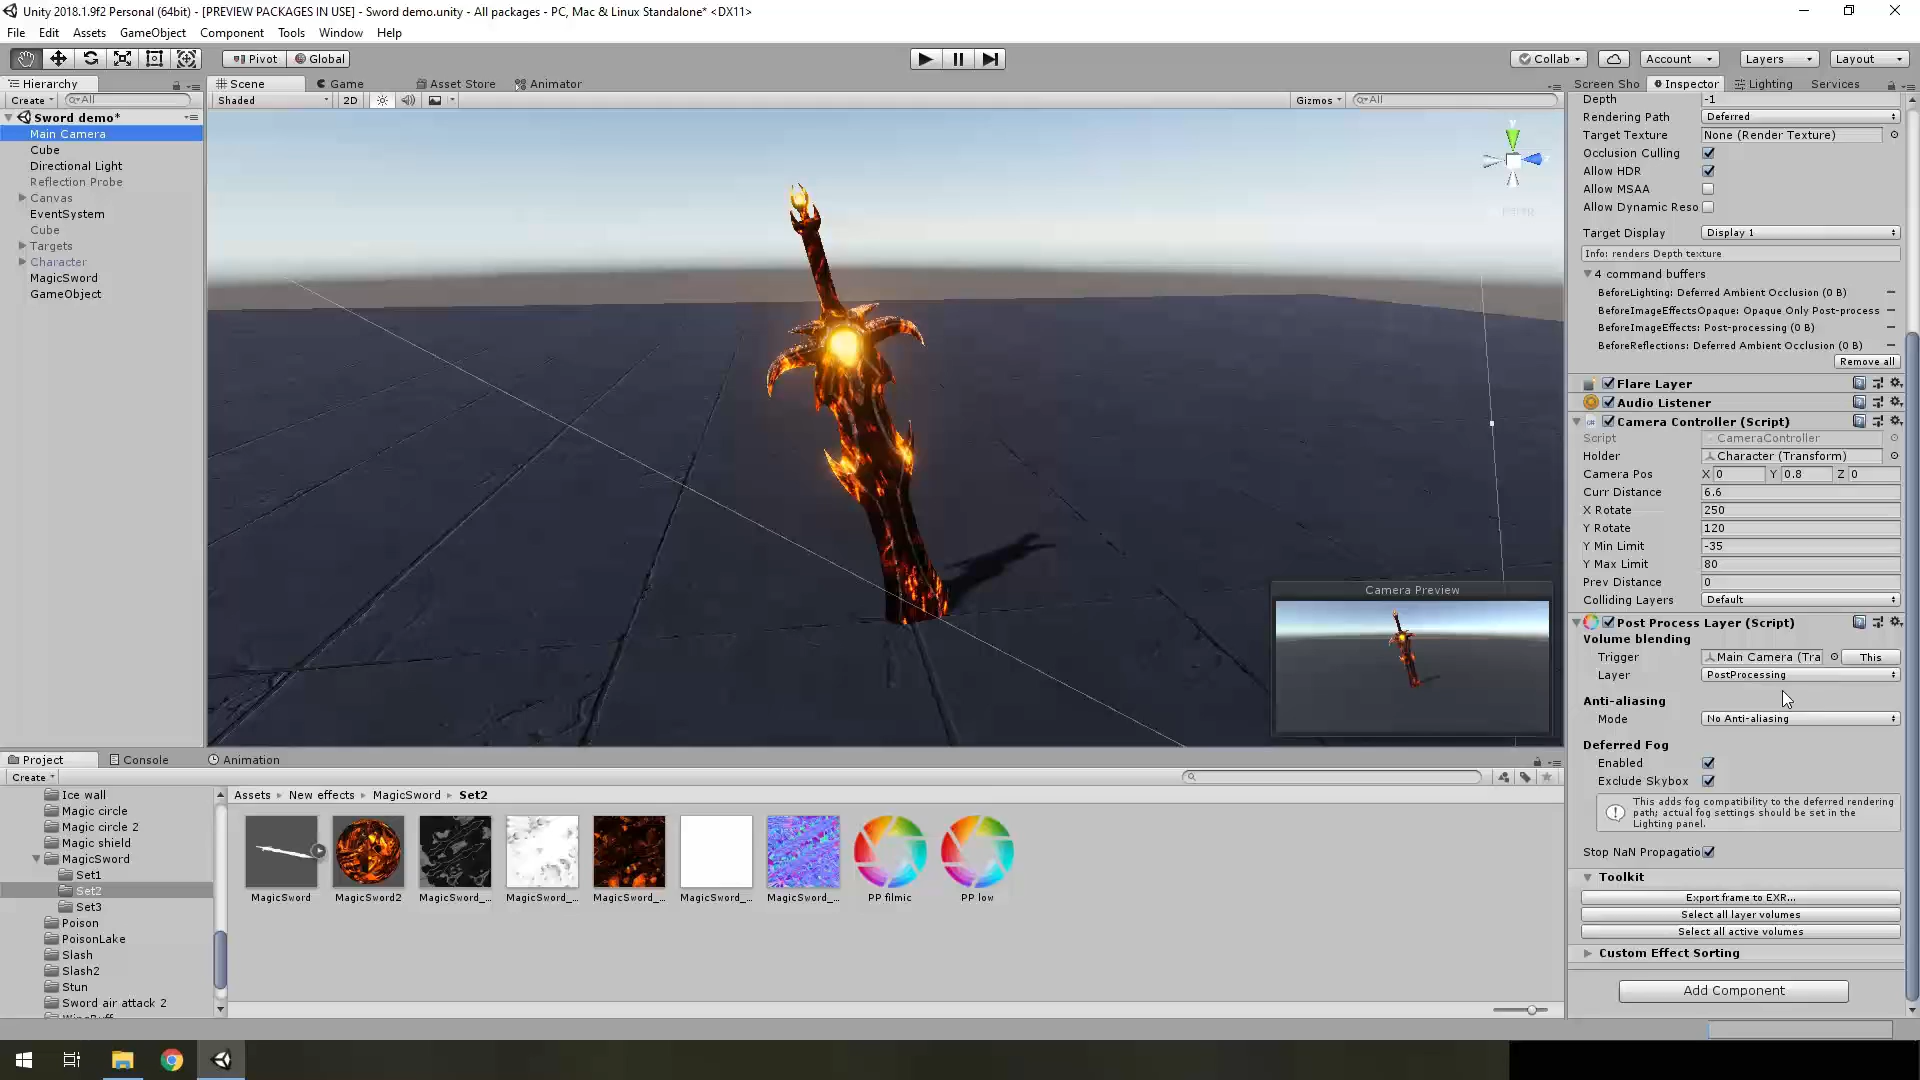 Unity 2018.1.9f2 Personal (64bit) - [PREVIEW PACKAGES IN USE] - Sword demo.unity - All packages - PC, Mac & Linux Standalone* <DX11>
File Edit Assets GameObject Component Tools Window Help
Pivot Global Collab Account Layers Layout
Hierarchy
Create All
Sword demo*
Main Camera
Cube
Directional Light
Reflection Probe
Canvas
EventSystem
Cube
Targets
Character
MagicSword
GameObject
Scene Game Asset Store Animator
Shaded 2D Gizmos All
y
Persp
Camera Preview
Screen Sho Inspector Lighting Services
Depth -1
Rendering Path Deferred
Target Texture None (Render Texture)
Occlusion Culling
Allow HDR
Allow MSAA
Allow Dynamic Reso
Target Display Display 1
Info: renders Depth texture
4 command buffers
BeforeLighting: Deferred Ambient Occlusion (0 B)
BeforeImageEffectsOpaque: Opaque Only Post-process
BeforeImageEffects: Post-processing (0 B)
BeforeReflections: Deferred Ambient Occlusion (0 B)
Remove all
Flare Layer
Audio Listener
Camera Controller (Script)
Script CameraController
Holder Character (Transform)
Camera Pos X 0 Y 0.8 Z 0
Curr Distance 6.6
X Rotate 250
Y Rotate 120
Y Min Limit -35
Y Max Limit 80
Prev Distance 0
Colliding Layers Default
Post Process Layer (Script)
Volume blending
Trigger Main Camera (Tra This
Layer PostProcessing
Anti-aliasing
Mode No Anti-aliasing
Deferred Fog
Enabled
Exclude Skybox
This adds fog compatibility to the deferred rendering
path; actual fog settings should be set in the
Lighting panel.
Stop NaN Propagatio
Toolkit
Export frame to EXR...
Select all layer volumes
Select all active volumes
Custom Effect Sorting
Add Component
Project Console Animation
Create
Ice wall
Magic circle
Magic circle 2
Magic shield
MagicSword
Set1
Set2
Set3
Poison
PoisonLake
Slash
Slash2
Stun
Sword air attack 2
Assets New effects MagicSword Set2
MagicSword MagicSword2 MagicSword_... MagicSword_... MagicSword_... MagicSword_... MagicSword_... PP filmic PP low